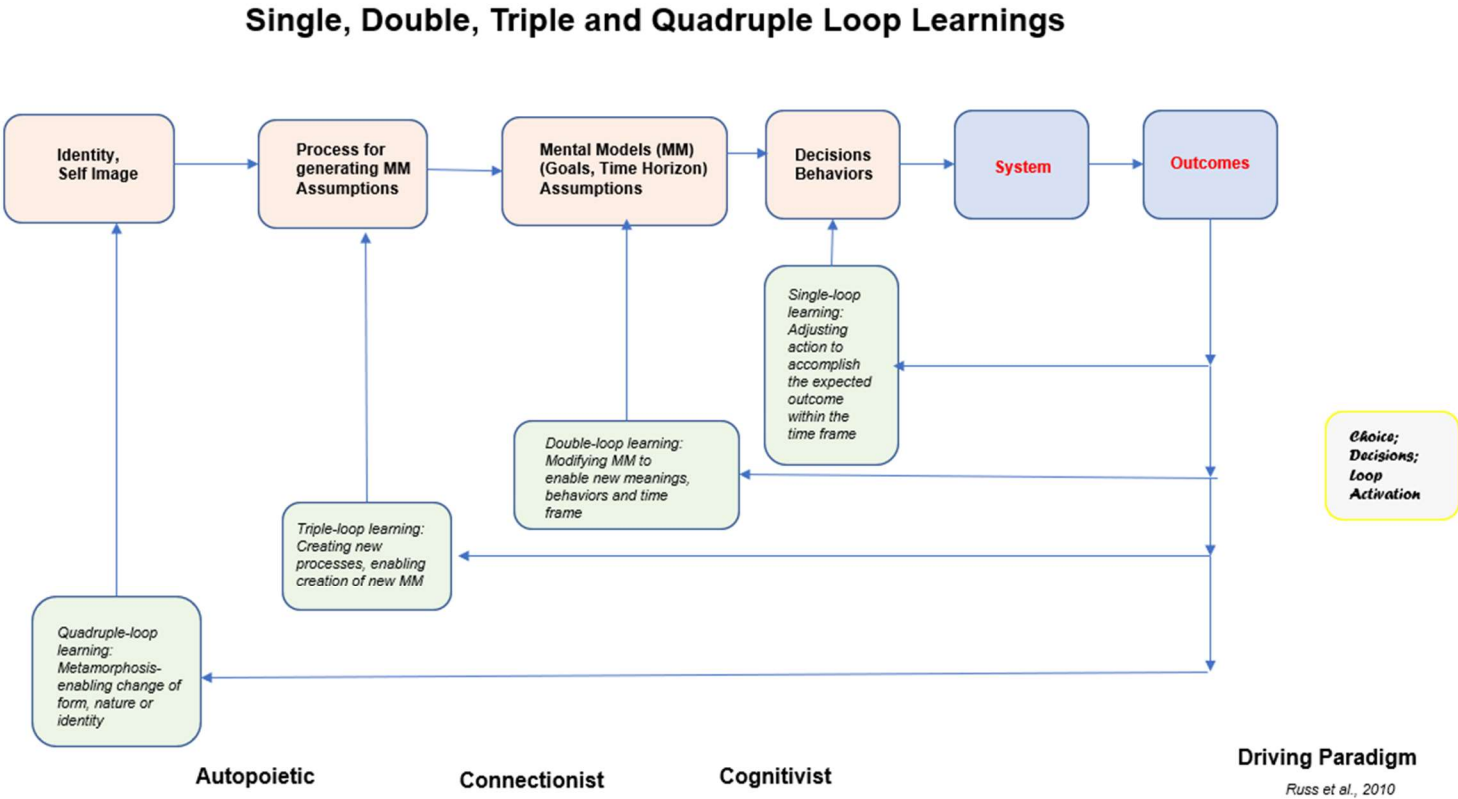 Single, Double, Triple and Quadruple Loop Learnings
Identity,
Self Image
Process for
generating MM
Assumptions
Mental Models (MM)
(Goals, Time Horizon)
Assumptions
Decisions
Behaviors
System
Outcomes
Single-loop
learning:
Adjusting
action to
accomplish
the expected
outcome
within the
time frame
Double-loop learning:
Modifying MM to
enable new meanings,
behaviors and time
frame
Triple-loop learning:
Creating new
processes, enabling
creation of new MM
Quadruple-loop
learning:
Metamorphosis-
enabling change of
form, nature or
identity
Choice;
Decisions;
Loop
Activation
Autopoietic
Connectionist
Cognitivist
Driving Paradigm
Russ et al., 2010